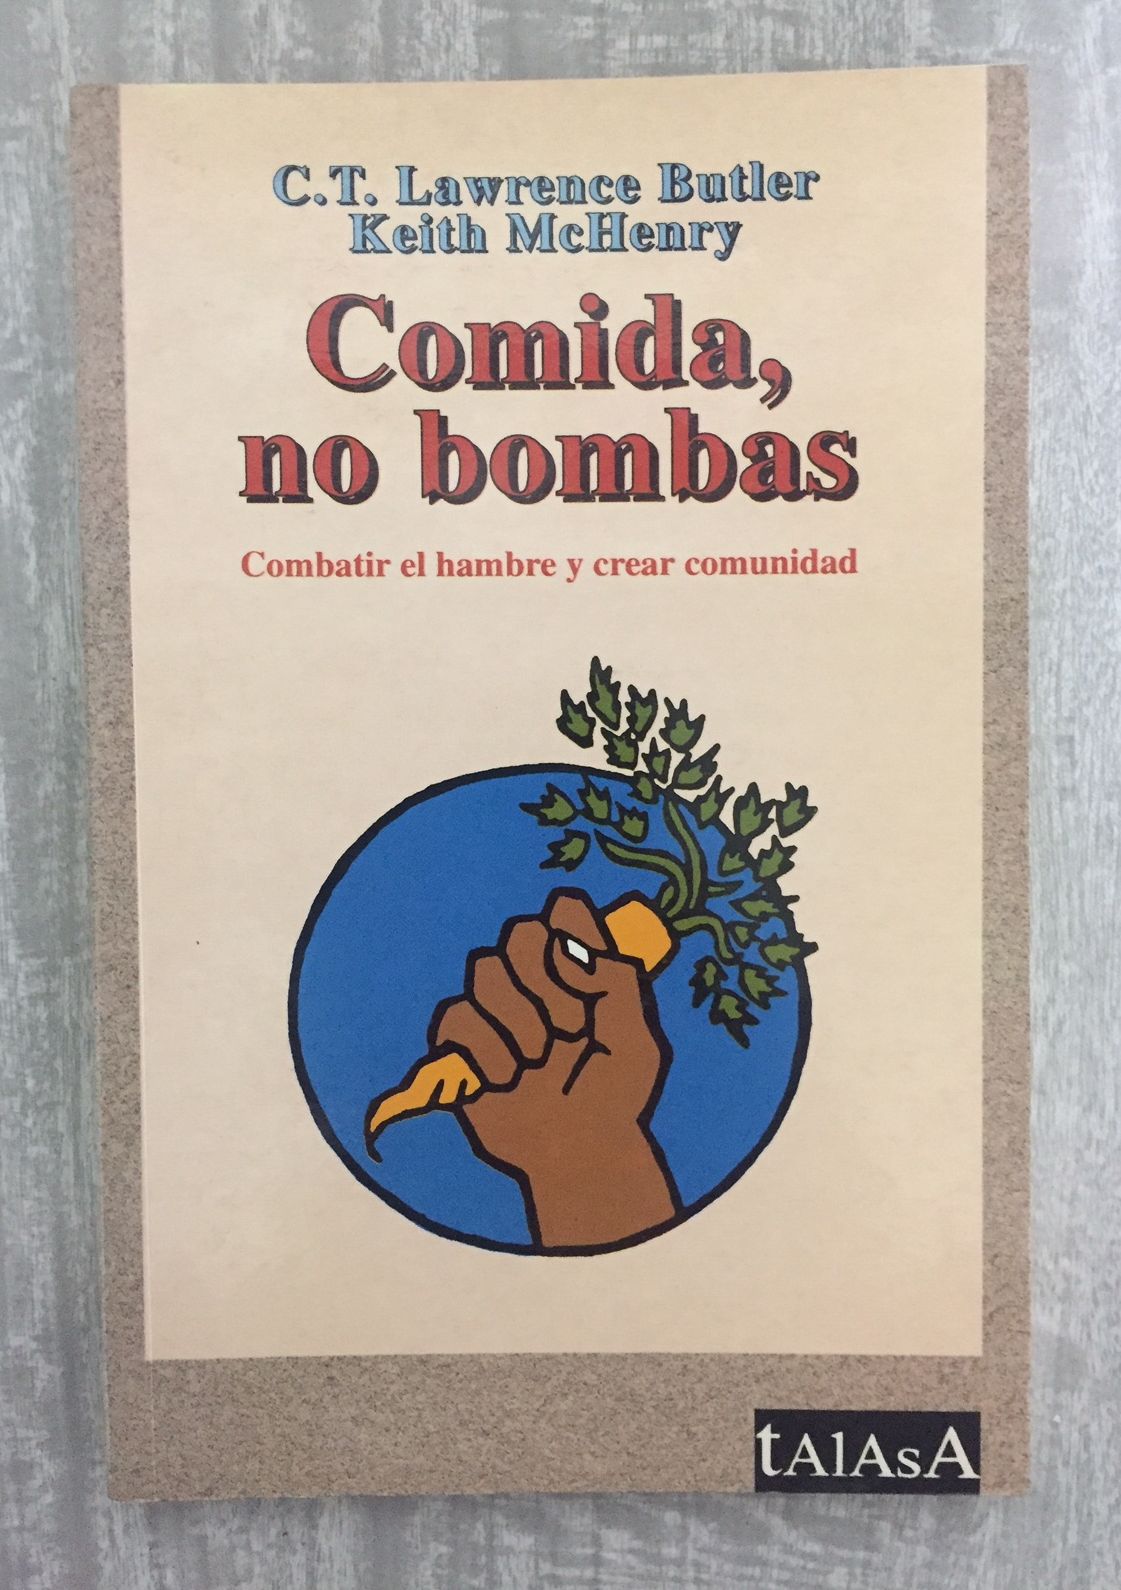 C.T. Lawrence Butler
Keith McHenry
Comida,
no bombas
Combatir el hambre y crear comunidad
tAlAsA